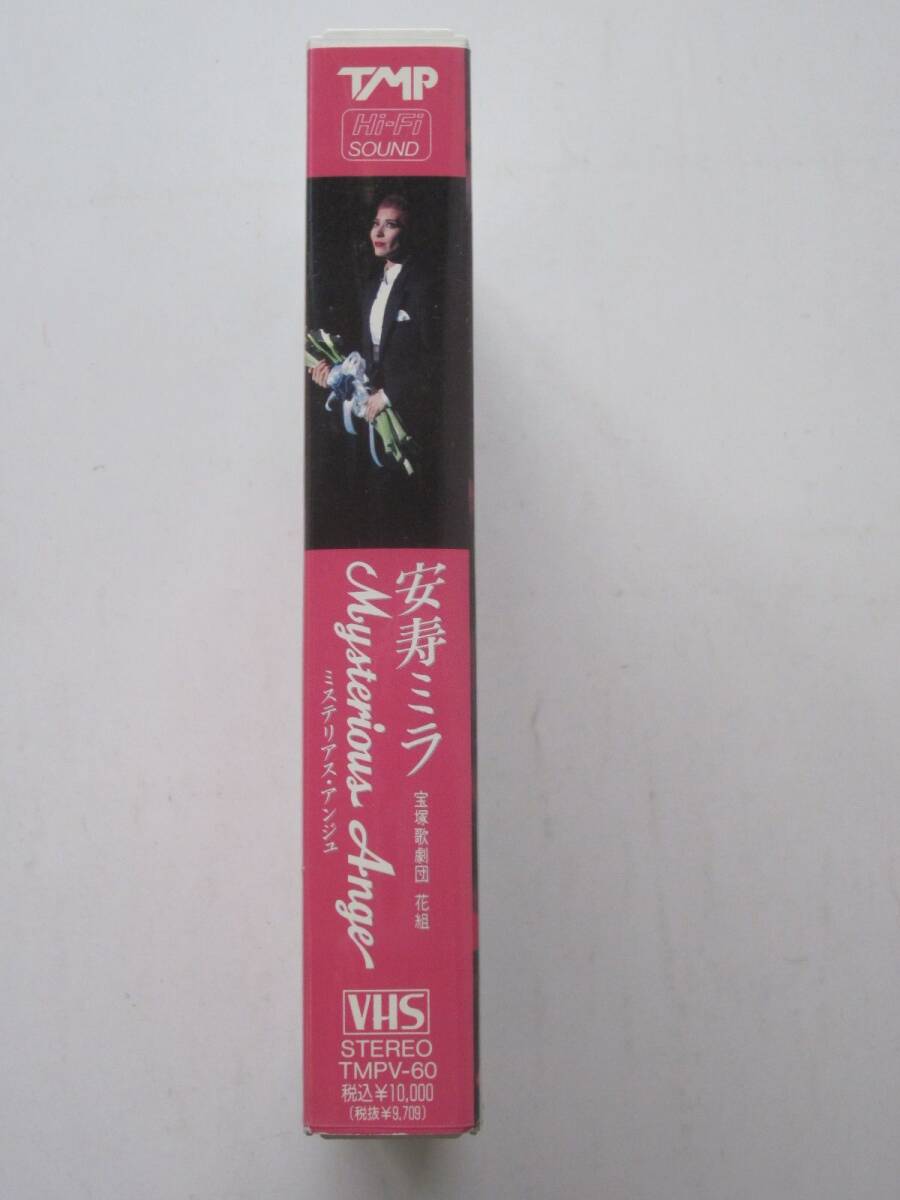 TMP
Hi-Fi
SOUND
安寿ミラ
宝塚歌劇団 花組
Mysterious Ange
ミステリアス・アンジュ
VHS
STEREO
TMPV-60
税込¥10,000
(税抜¥9,709)